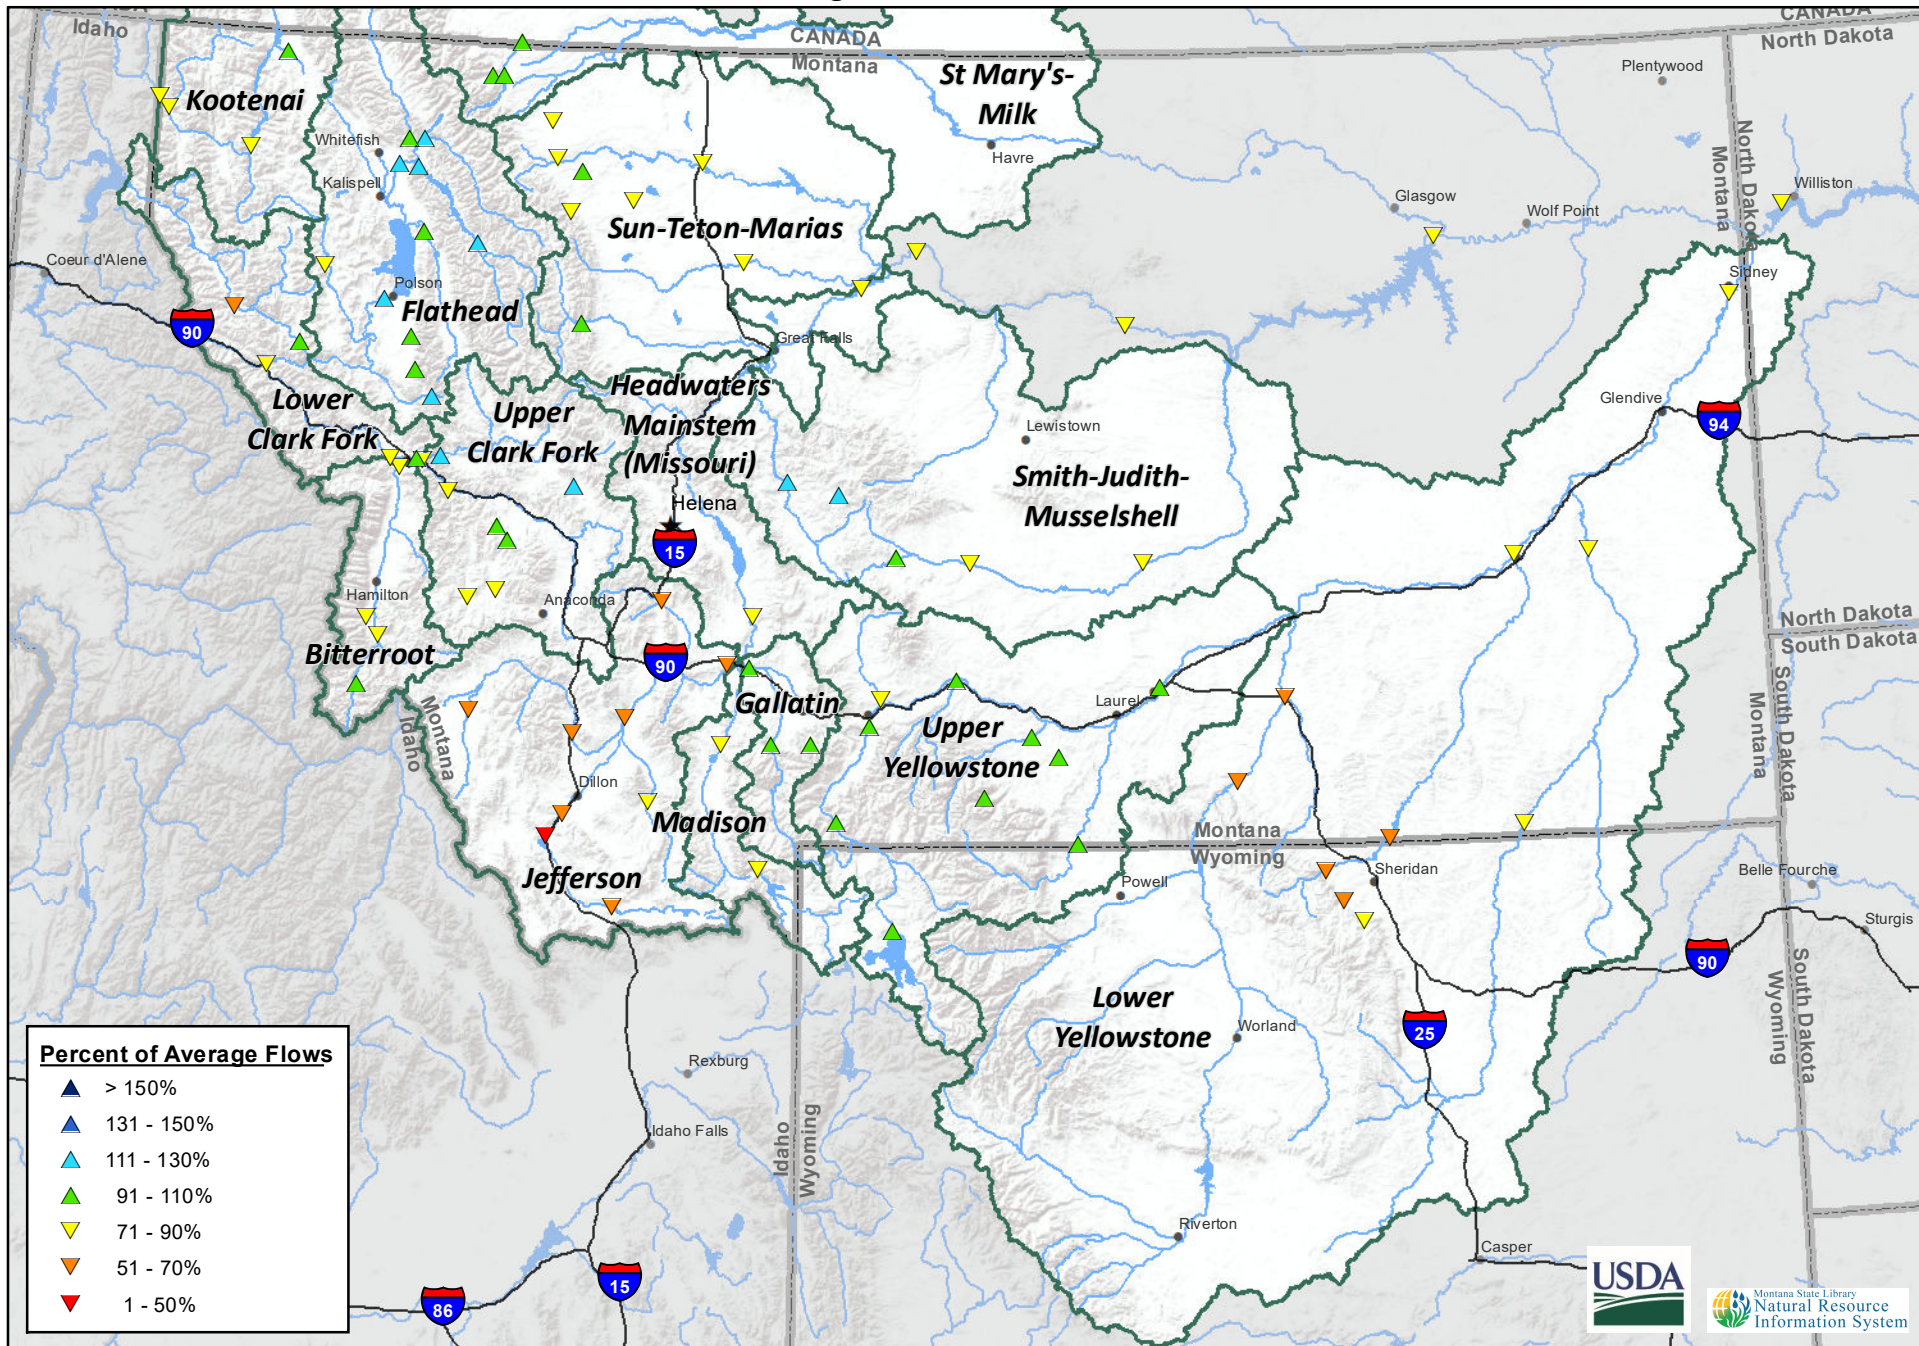 CANADA
Idaho
CANADA
Montana
CANADA
North Dakota
Plentywood
St Mary's-
Milk
Kootenai
Whitefish
Havre
North Dakota
Montana
Kalispell
Williston
Glasgow
Wolf Point
Sun-Teton-Marias
Coeur d'Alene
Polson
Sidney
Flathead
90
Great Falls
Headwaters
Mainstem
(Missouri)
Lower
Clark Fork
Upper
Clark Fork
Glendive
94
Lewistown
Smith-Judith-
Musselshell
Helena
15
Hamilton
Anaconda
North Dakota
South Dakota
Bitterroot
90
Montana
Idaho
Gallatin
Laurel
South Dakota
Montana
Upper
Yellowstone
Dillon
Madison
Montana
Wyoming
Jefferson
Powell
Sheridan
Belle Fourche
Sturgis
90
South Dakota
Wyoming
Lower
Yellowstone
Worland
25
Rexburg
Idaho Falls
Idaho
Wyoming
Riverton
Casper
15
86
Percent of Average Flows
> 150%
131 - 150%
111 - 130%
91 - 110%
71 - 90%
51 - 70%
1 - 50%
USDA
Montana State Library
Natural Resource
Information System